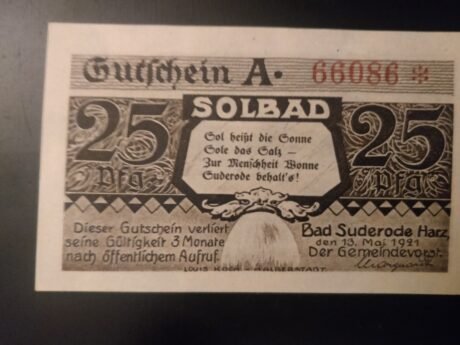 Gutschein A. 66086 *
SOLBAD
25 Pfg.
Sol heißt die Sonne
Sole das Salz –
Zur Menschheit Wonne
Suderode behalt's!
25 Pfg.
Dieser Gutschein verliert
seine Gültigkeit 3 Monate
nach öffentlichem Aufruf.
Bad Suderode Harz
den 13. Mai 1921
Der Gemeindevorst.
LOUIS KOCH - HALBERSTADT